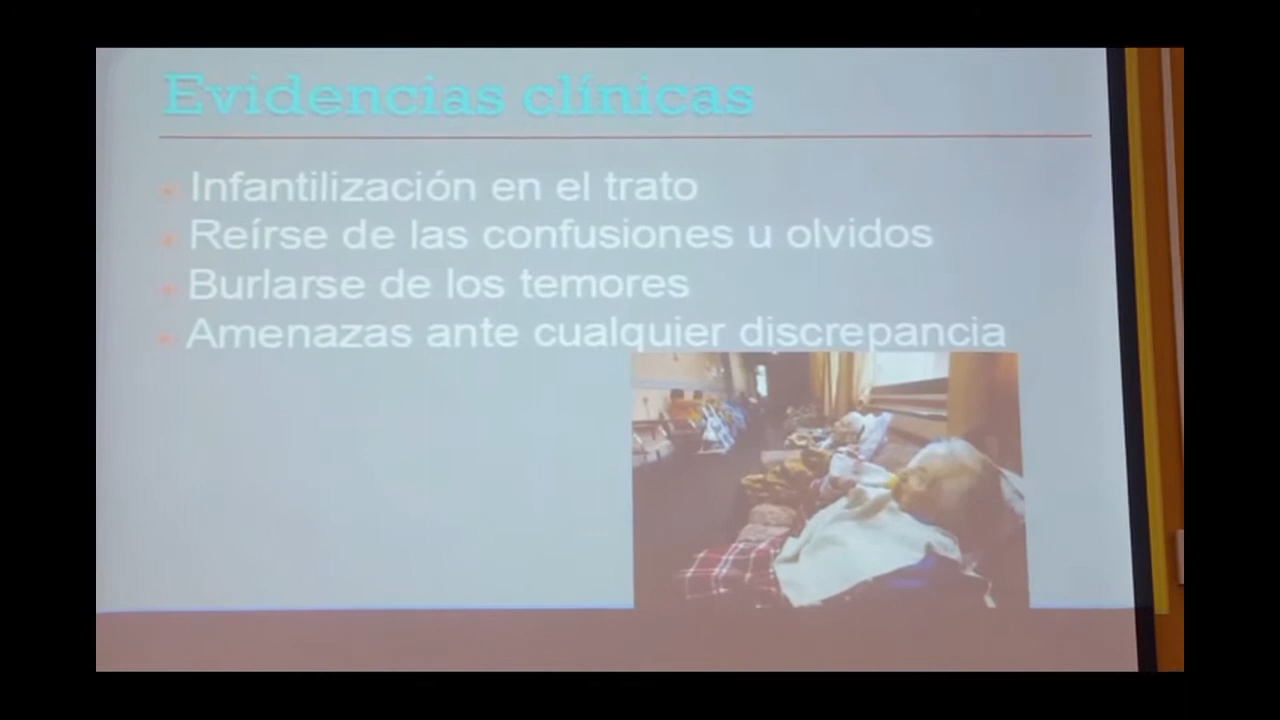 Evidencias clínicas
Infantilización en el trato
Reírse de las confusiones u olvidos
Burlarse de los temores
Amenazas ante cualquier discrepancia